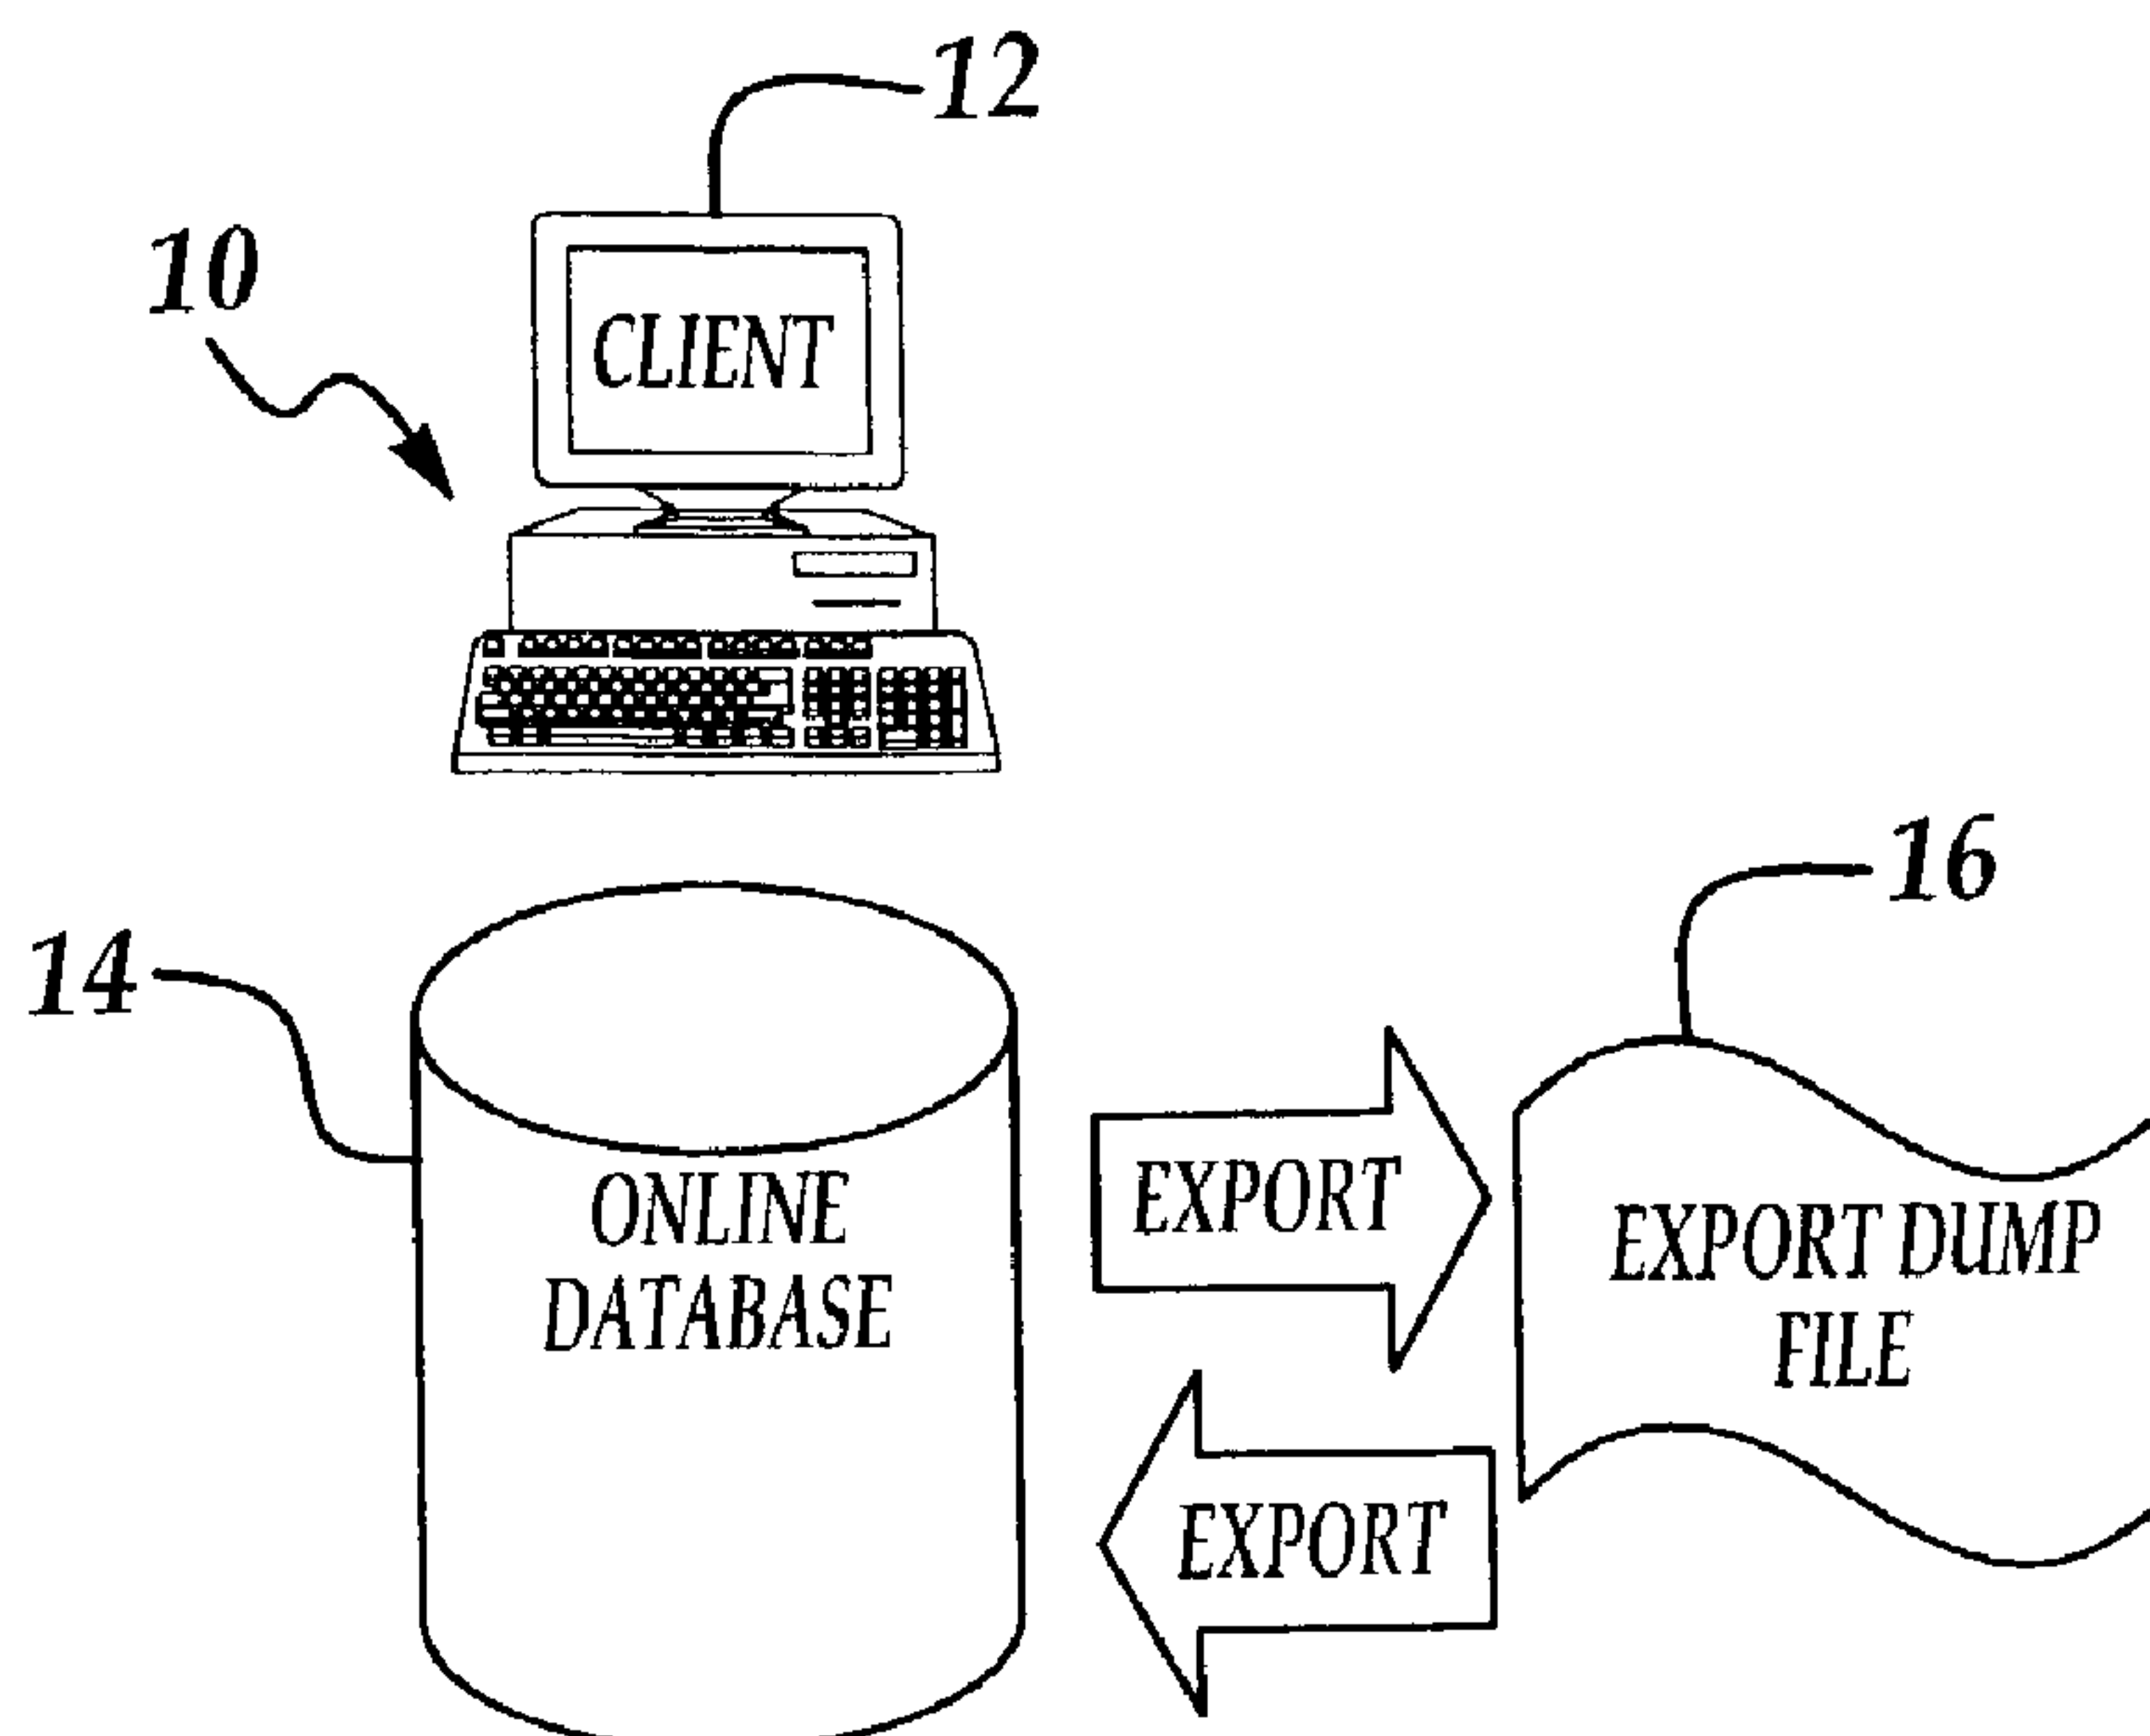 12
10
CLIENT
16
14
ONLINE
DATABASE
EXPORT
EXPORT DUMP
FILE
EXPORT